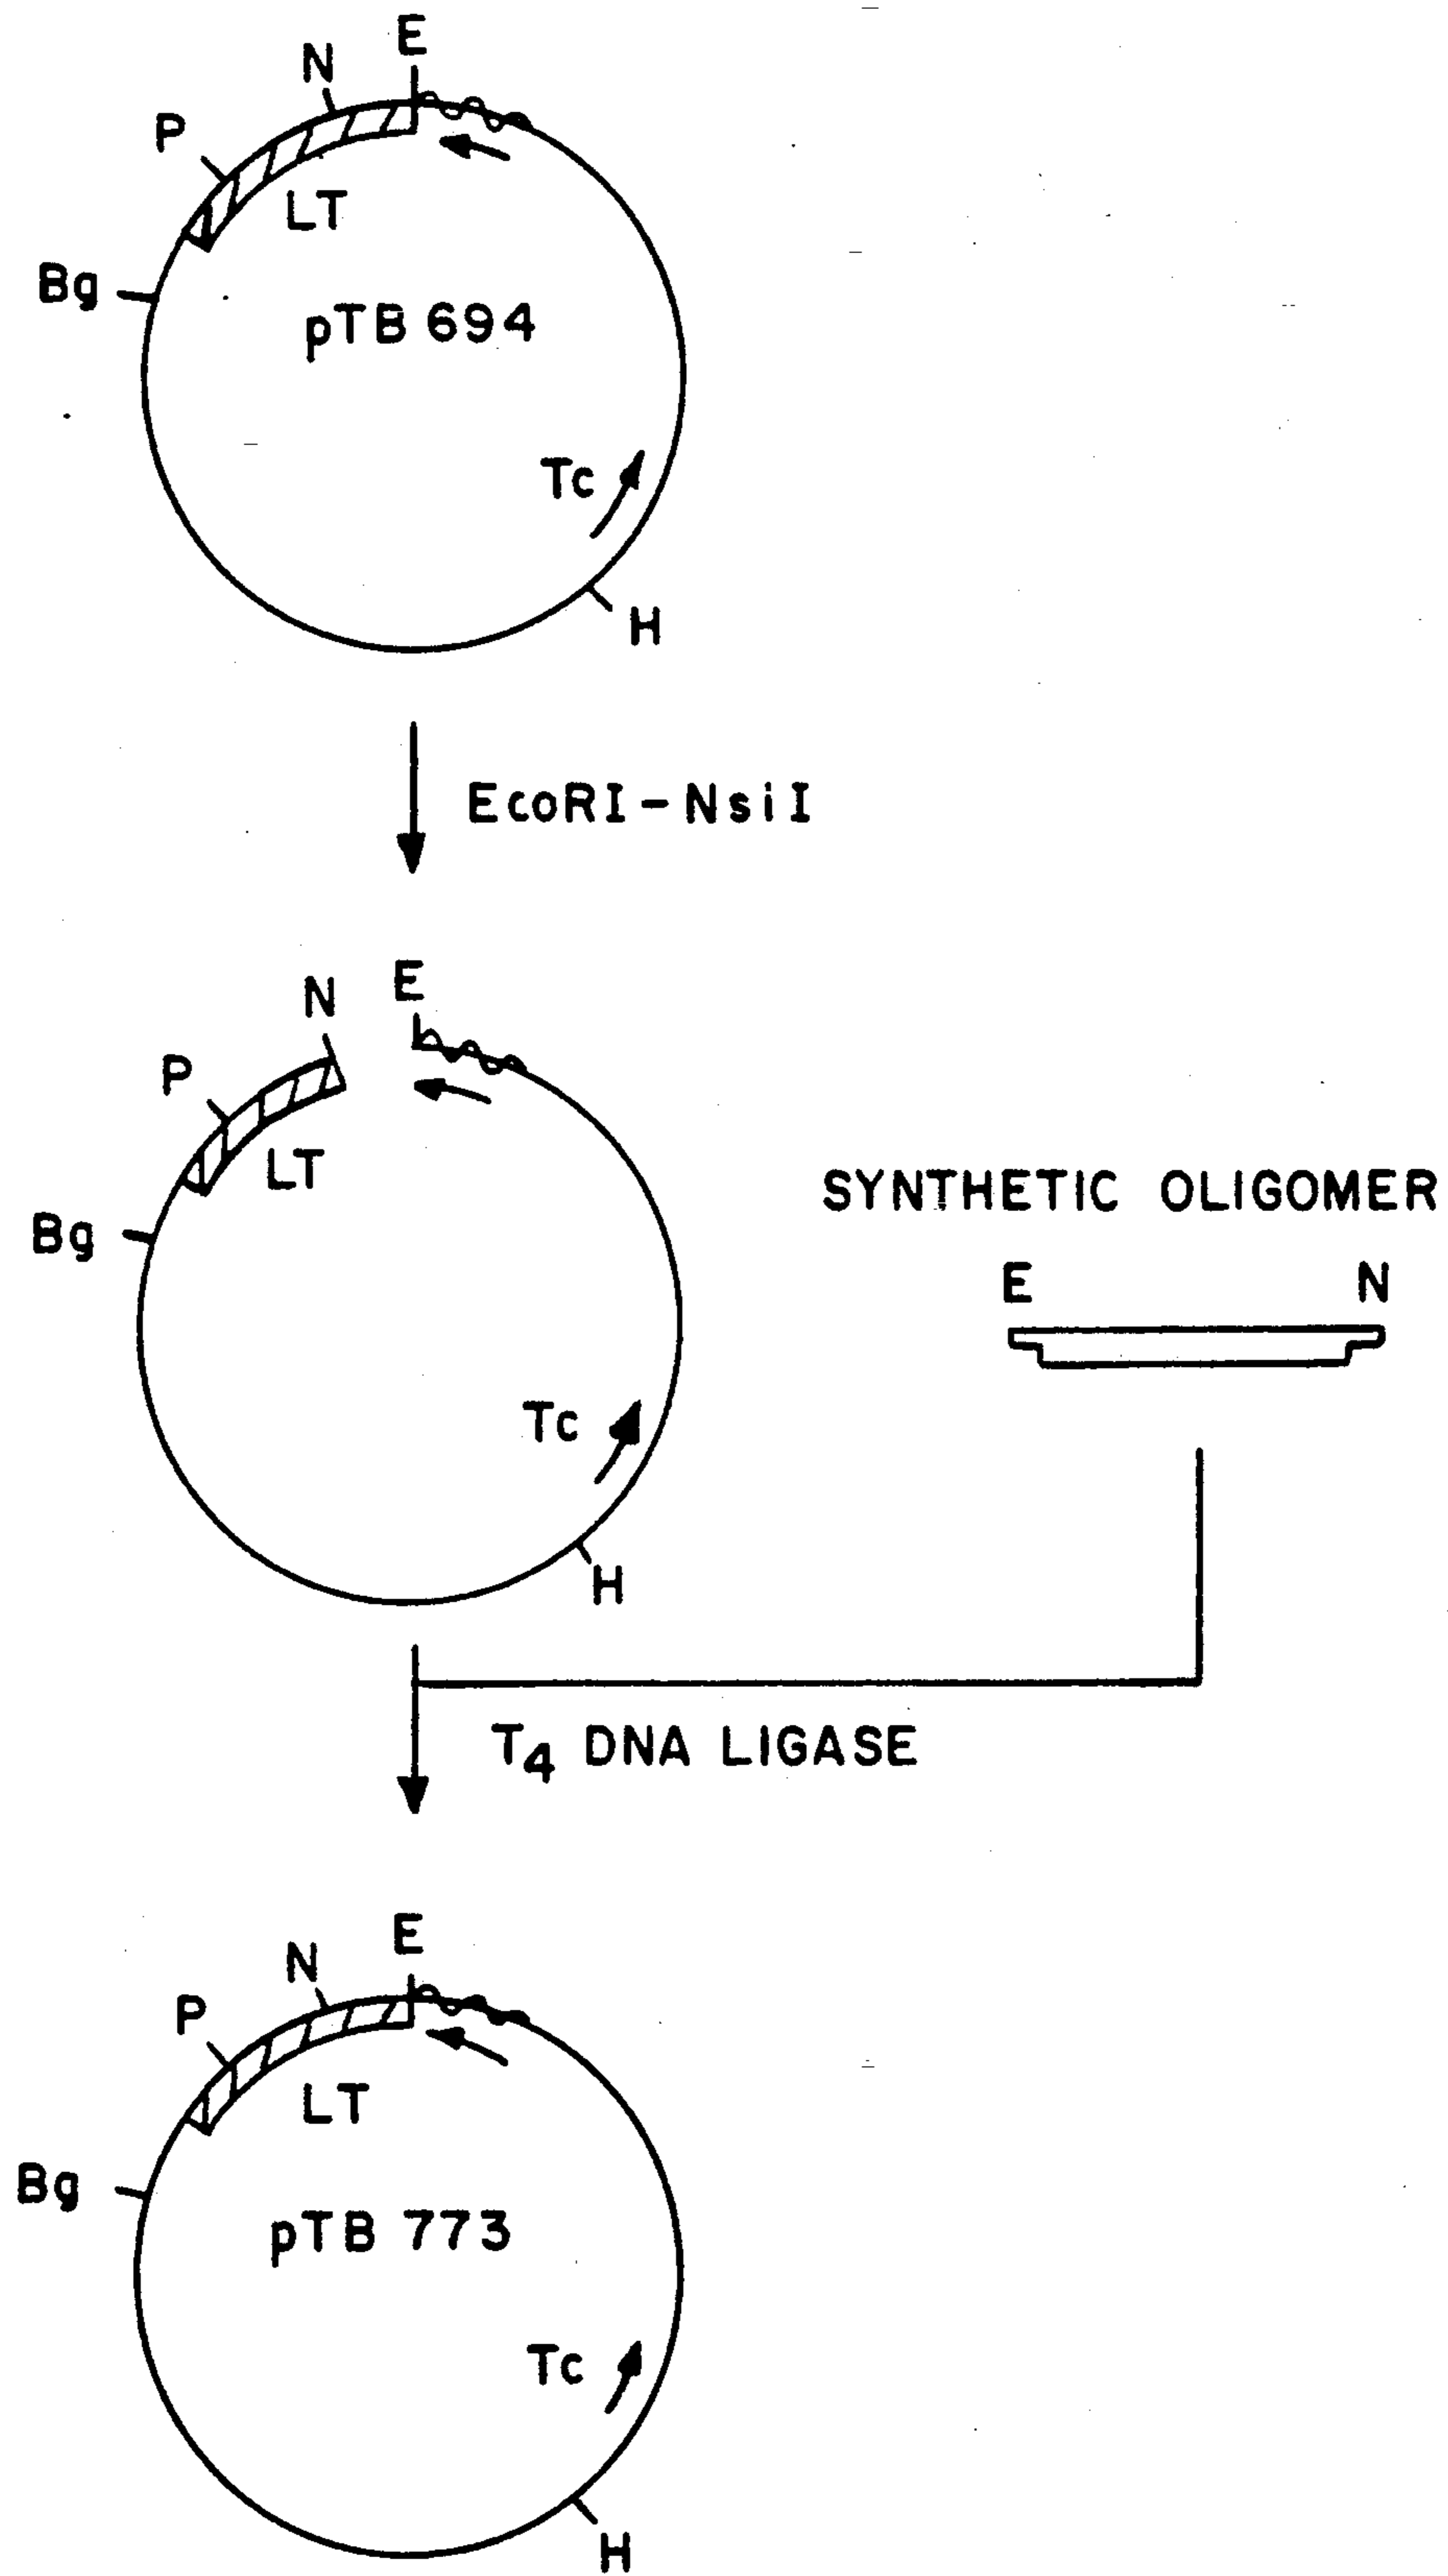 E
N
P
LT
Bg
pTB 694
Tc
H
EcoRI-NsiI
E
N
P
LT
SYNTHETIC OLIGOMER
Bg
E N
Tc
H
T4 DNA LIGASE
E
N
P
LT
Bg
pTB 773
Tc
H